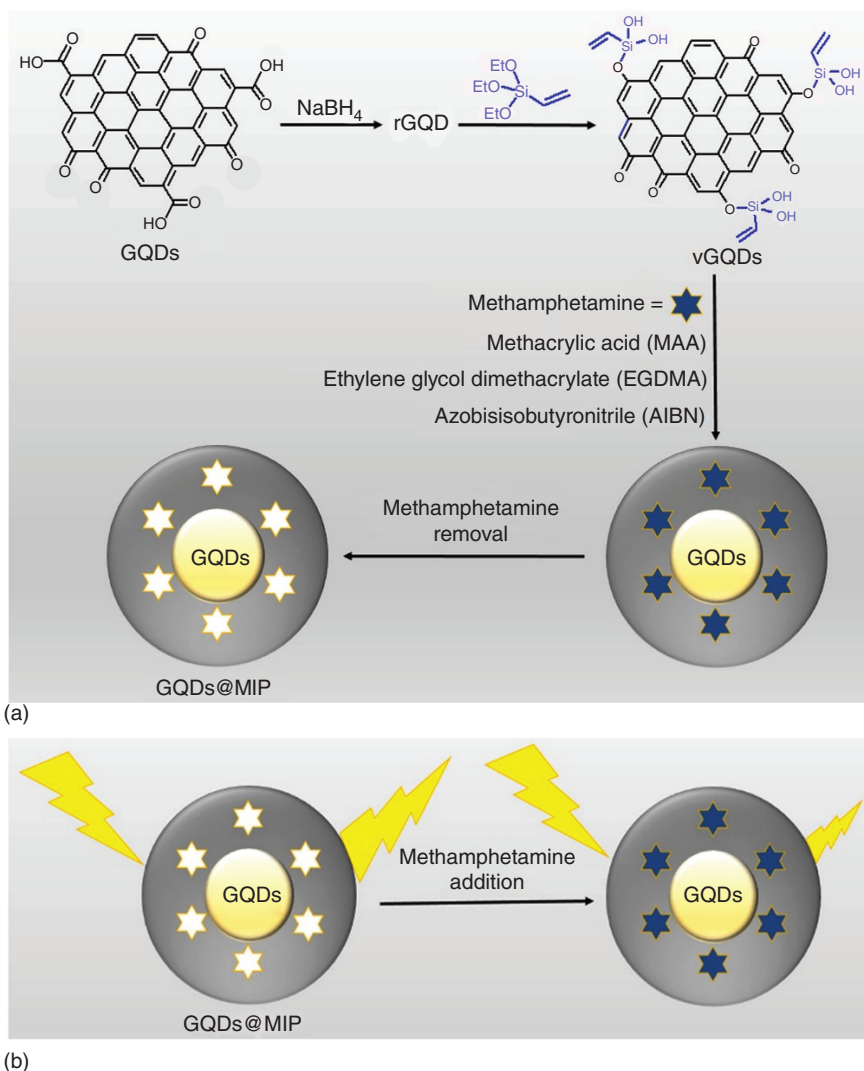 OH
OH
Si
O
O
HO
O
O
OH
O
O
O
O
HO
O
GQDs
NaBH4
rGQD
EtO
EtO
Si
EtO
O
O
Si
OH
OH
O
O
O
O
O
Si
OH
OH
vGQDs
Methamphetamine =
Methacrylic acid (MAA)
Ethylene glycol dimethacrylate (EGDMA)
Azobisisobutyronitrile (AIBN)
GQDs
Methamphetamine
removal
GQDs
GQDs@MIP
(a)
GQDs
Methamphetamine
addition
GQDs
GQDs@MIP
(b)